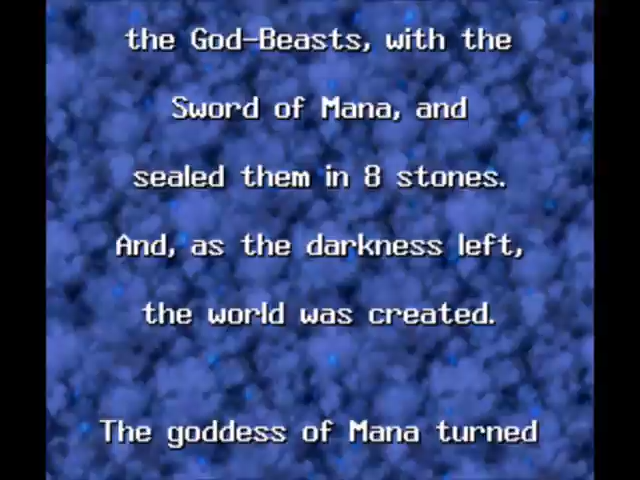 the God-Beasts, with the
Sword of Mana, and
sealed them in 8 stones.
And, as the darkness left,
the world was created.
The goddess of Mana turned